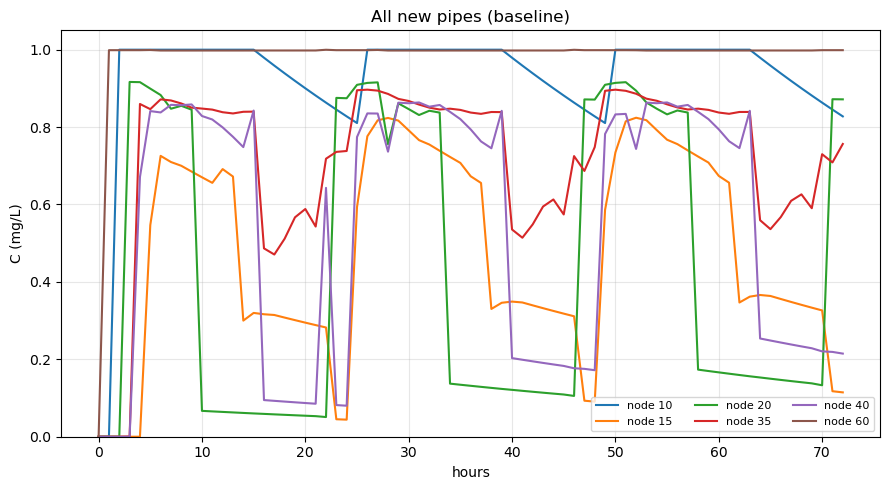 All new pipes (baseline)
C (mg/L)
1.0
0.8
0.6
0.4
0.2
0.0
0 10 20 30 40 50 60 70
hours
node 10 node 20 node 40
node 15 node 35 node 60